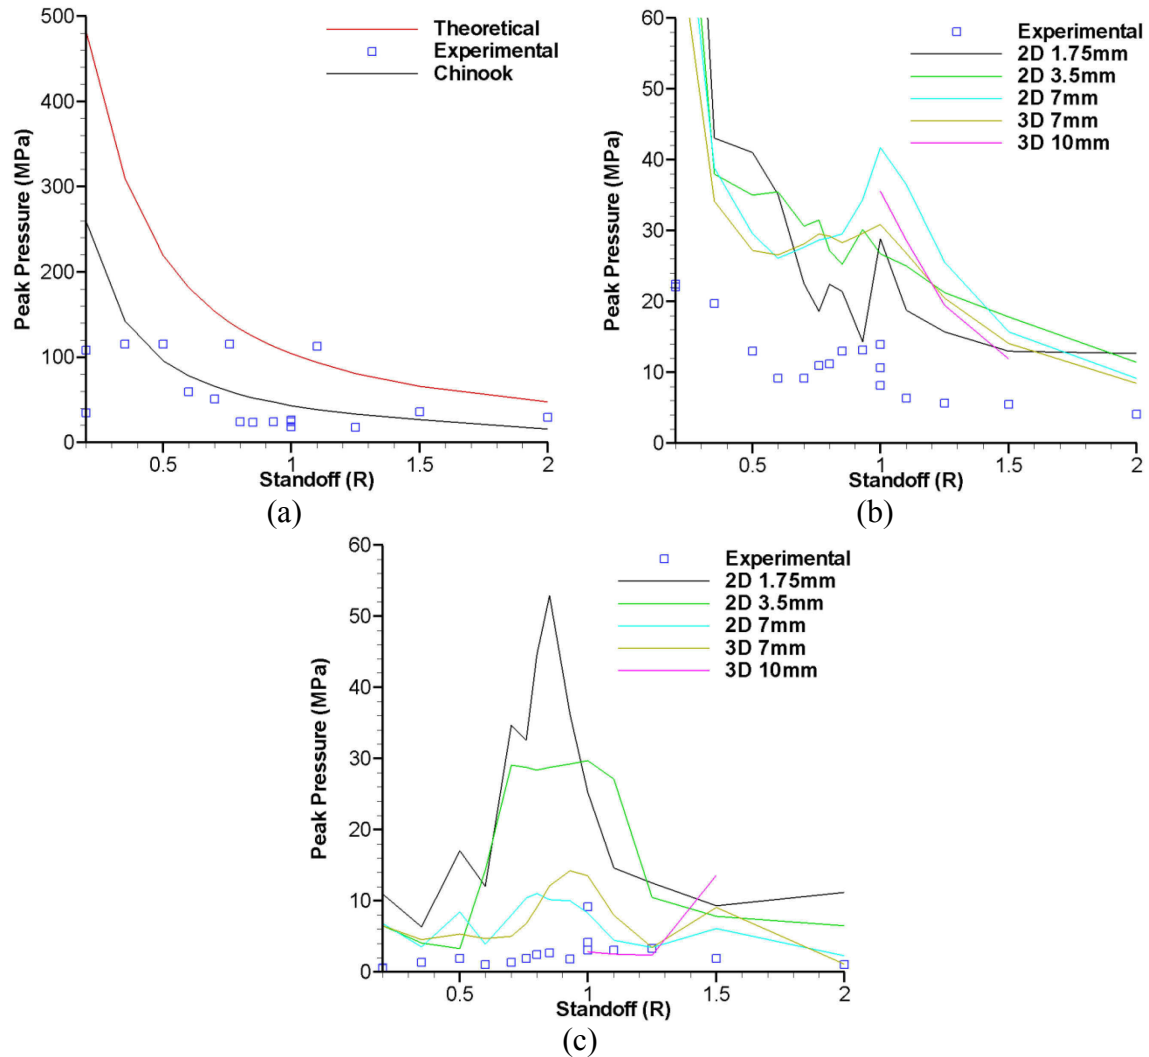 500
400
300
200
100
0
Peak Pressure (MPa)
0.5
1
1.5
2
Standoff (R)
Theoretical
Experimental
Chinook
(a)
60
50
40
30
20
10
0
Peak Pressure (MPa)
0.5
1
1.5
2
Standoff (R)
Experimental
2D 1.75mm
2D 3.5mm
2D 7mm
3D 7mm
3D 10mm
(b)
60
50
40
30
20
10
0
Peak Pressure (MPa)
0.5
1
1.5
2
Standoff (R)
Experimental
2D 1.75mm
2D 3.5mm
2D 7mm
3D 7mm
3D 10mm
(c)